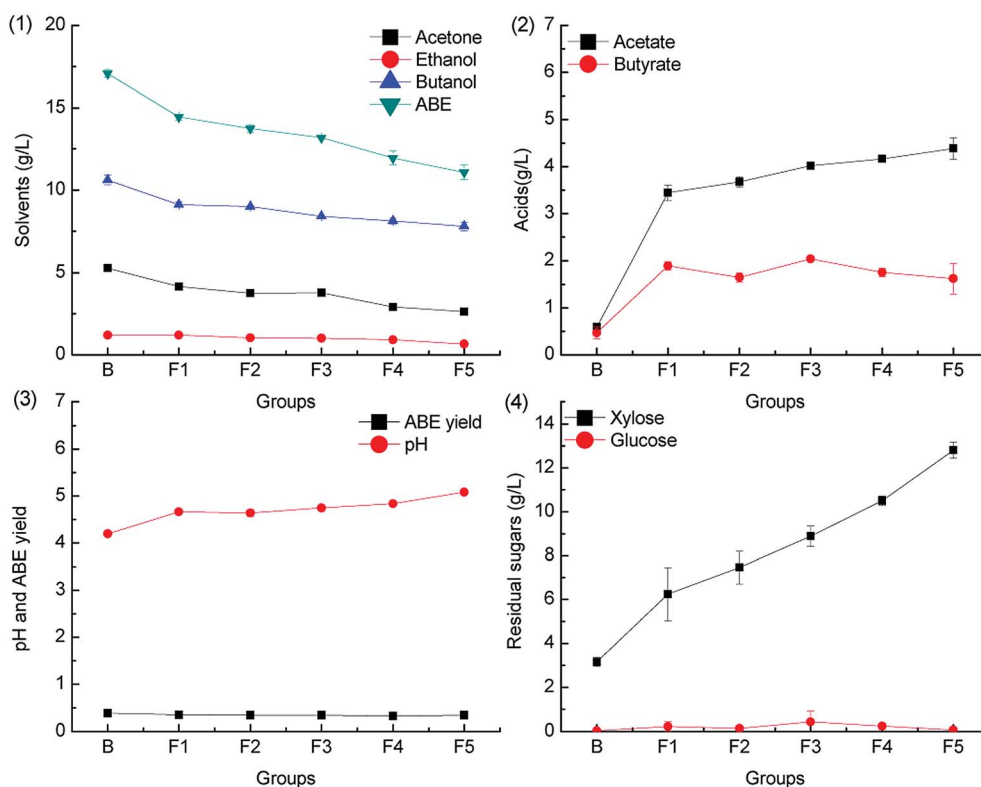 (1)
20
15
10
5
0
Solvents (g/L)
Acetone
Ethanol
Butanol
ABE
B F1 F2 F3 F4 F5
Groups
(2)
7
6
5
4
3
2
1
0
Acids(g/L)
Acetate
Butyrate
B F1 F2 F3 F4 F5
Groups
(3)
7
6
5
4
3
2
1
0
pH and ABE yield
ABE yield
pH
B F1 F2 F3 F4 F5
Groups
(4)
14
12
10
8
6
4
2
0
Residual sugars (g/L)
Xylose
Glucose
B F1 F2 F3 F4 F5
Groups